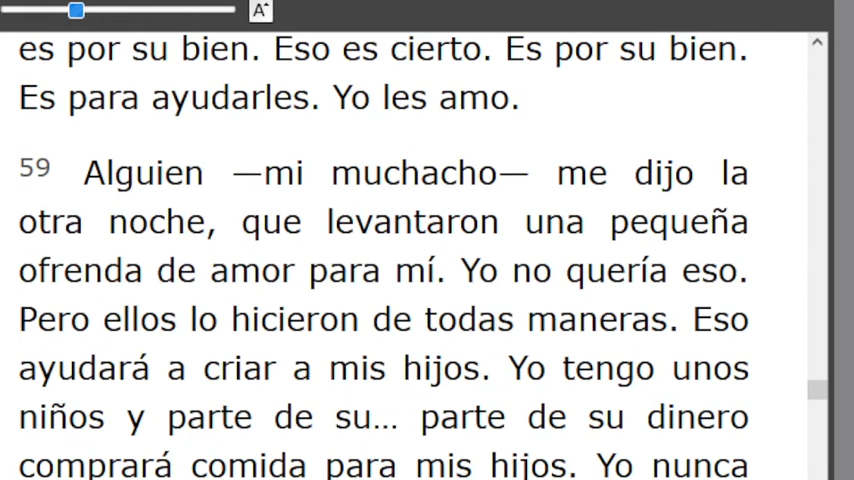 A
es por su bien. Eso es cierto. Es por su bien.
Es para ayudarles. Yo les amo.
59 Alguien —mi muchacho— me dijo la
otra noche, que levantaron una pequeña
ofrenda de amor para mí. Yo no quería eso.
Pero ellos lo hicieron de todas maneras. Eso
ayudará a criar a mis hijos. Yo tengo unos
niños y parte de su... parte de su dinero
comprará comida para mis hijos. Yo nunca